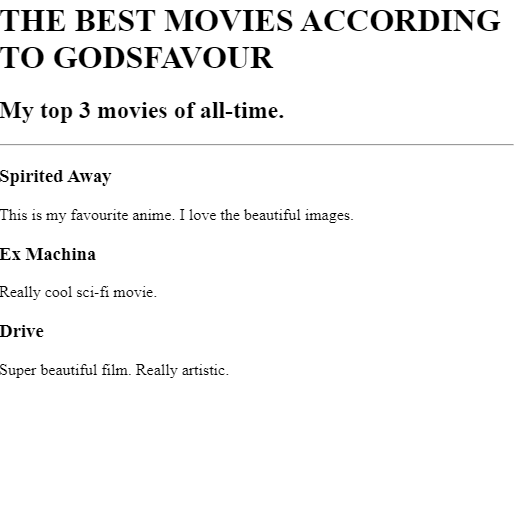 THE BEST MOVIES ACCORDING
TO GODSFAVOUR
My top 3 movies of all-time.
Spirited Away
This is my favourite anime. I love the beautiful images.
Ex Machina
Really cool sci-fi movie.
Drive
Super beautiful film. Really artistic.